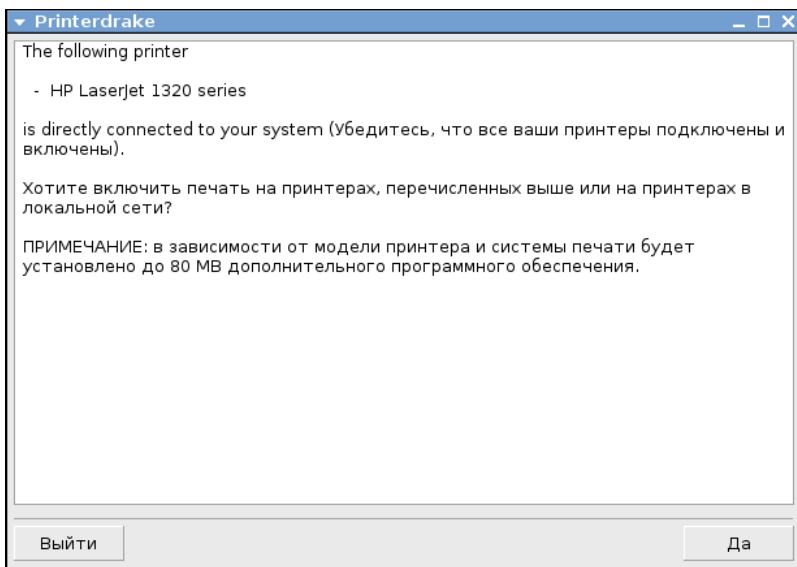 Printerdrake
The following printer
- HP LaserJet 1320 series
is directly connected to your system (Убедитесь, что все ваши принтеры подключены и
включены).
Хотите включить печать на принтерах, перечисленных выше или на принтерах в
локальной сети?
ПРИМЕЧАНИЕ: в зависимости от модели принтера и системы печати будет
установлено до 80 MB дополнительного программного обеспечения.
Выйти
Да